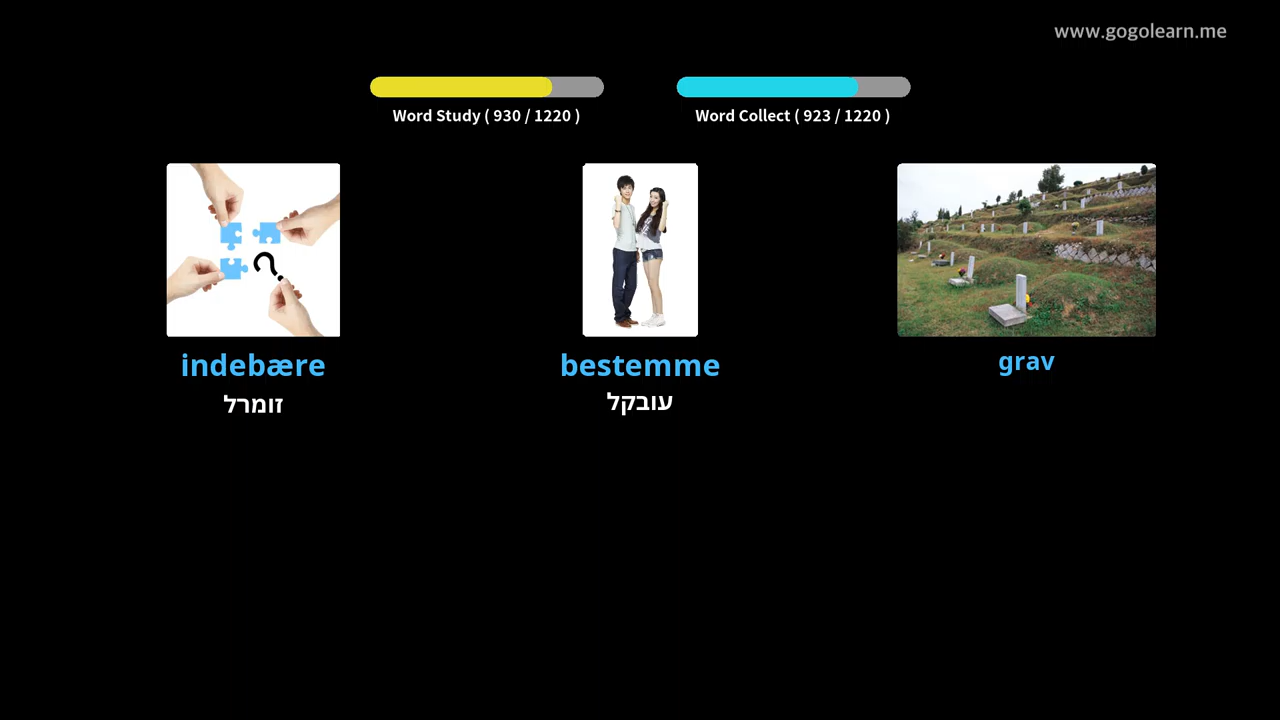 www.gogolearn.me
Word Study ( 930 / 1220 )
Word Collect ( 923 / 1220 )
indebære
זומרל
bestemme
עובקל
grav